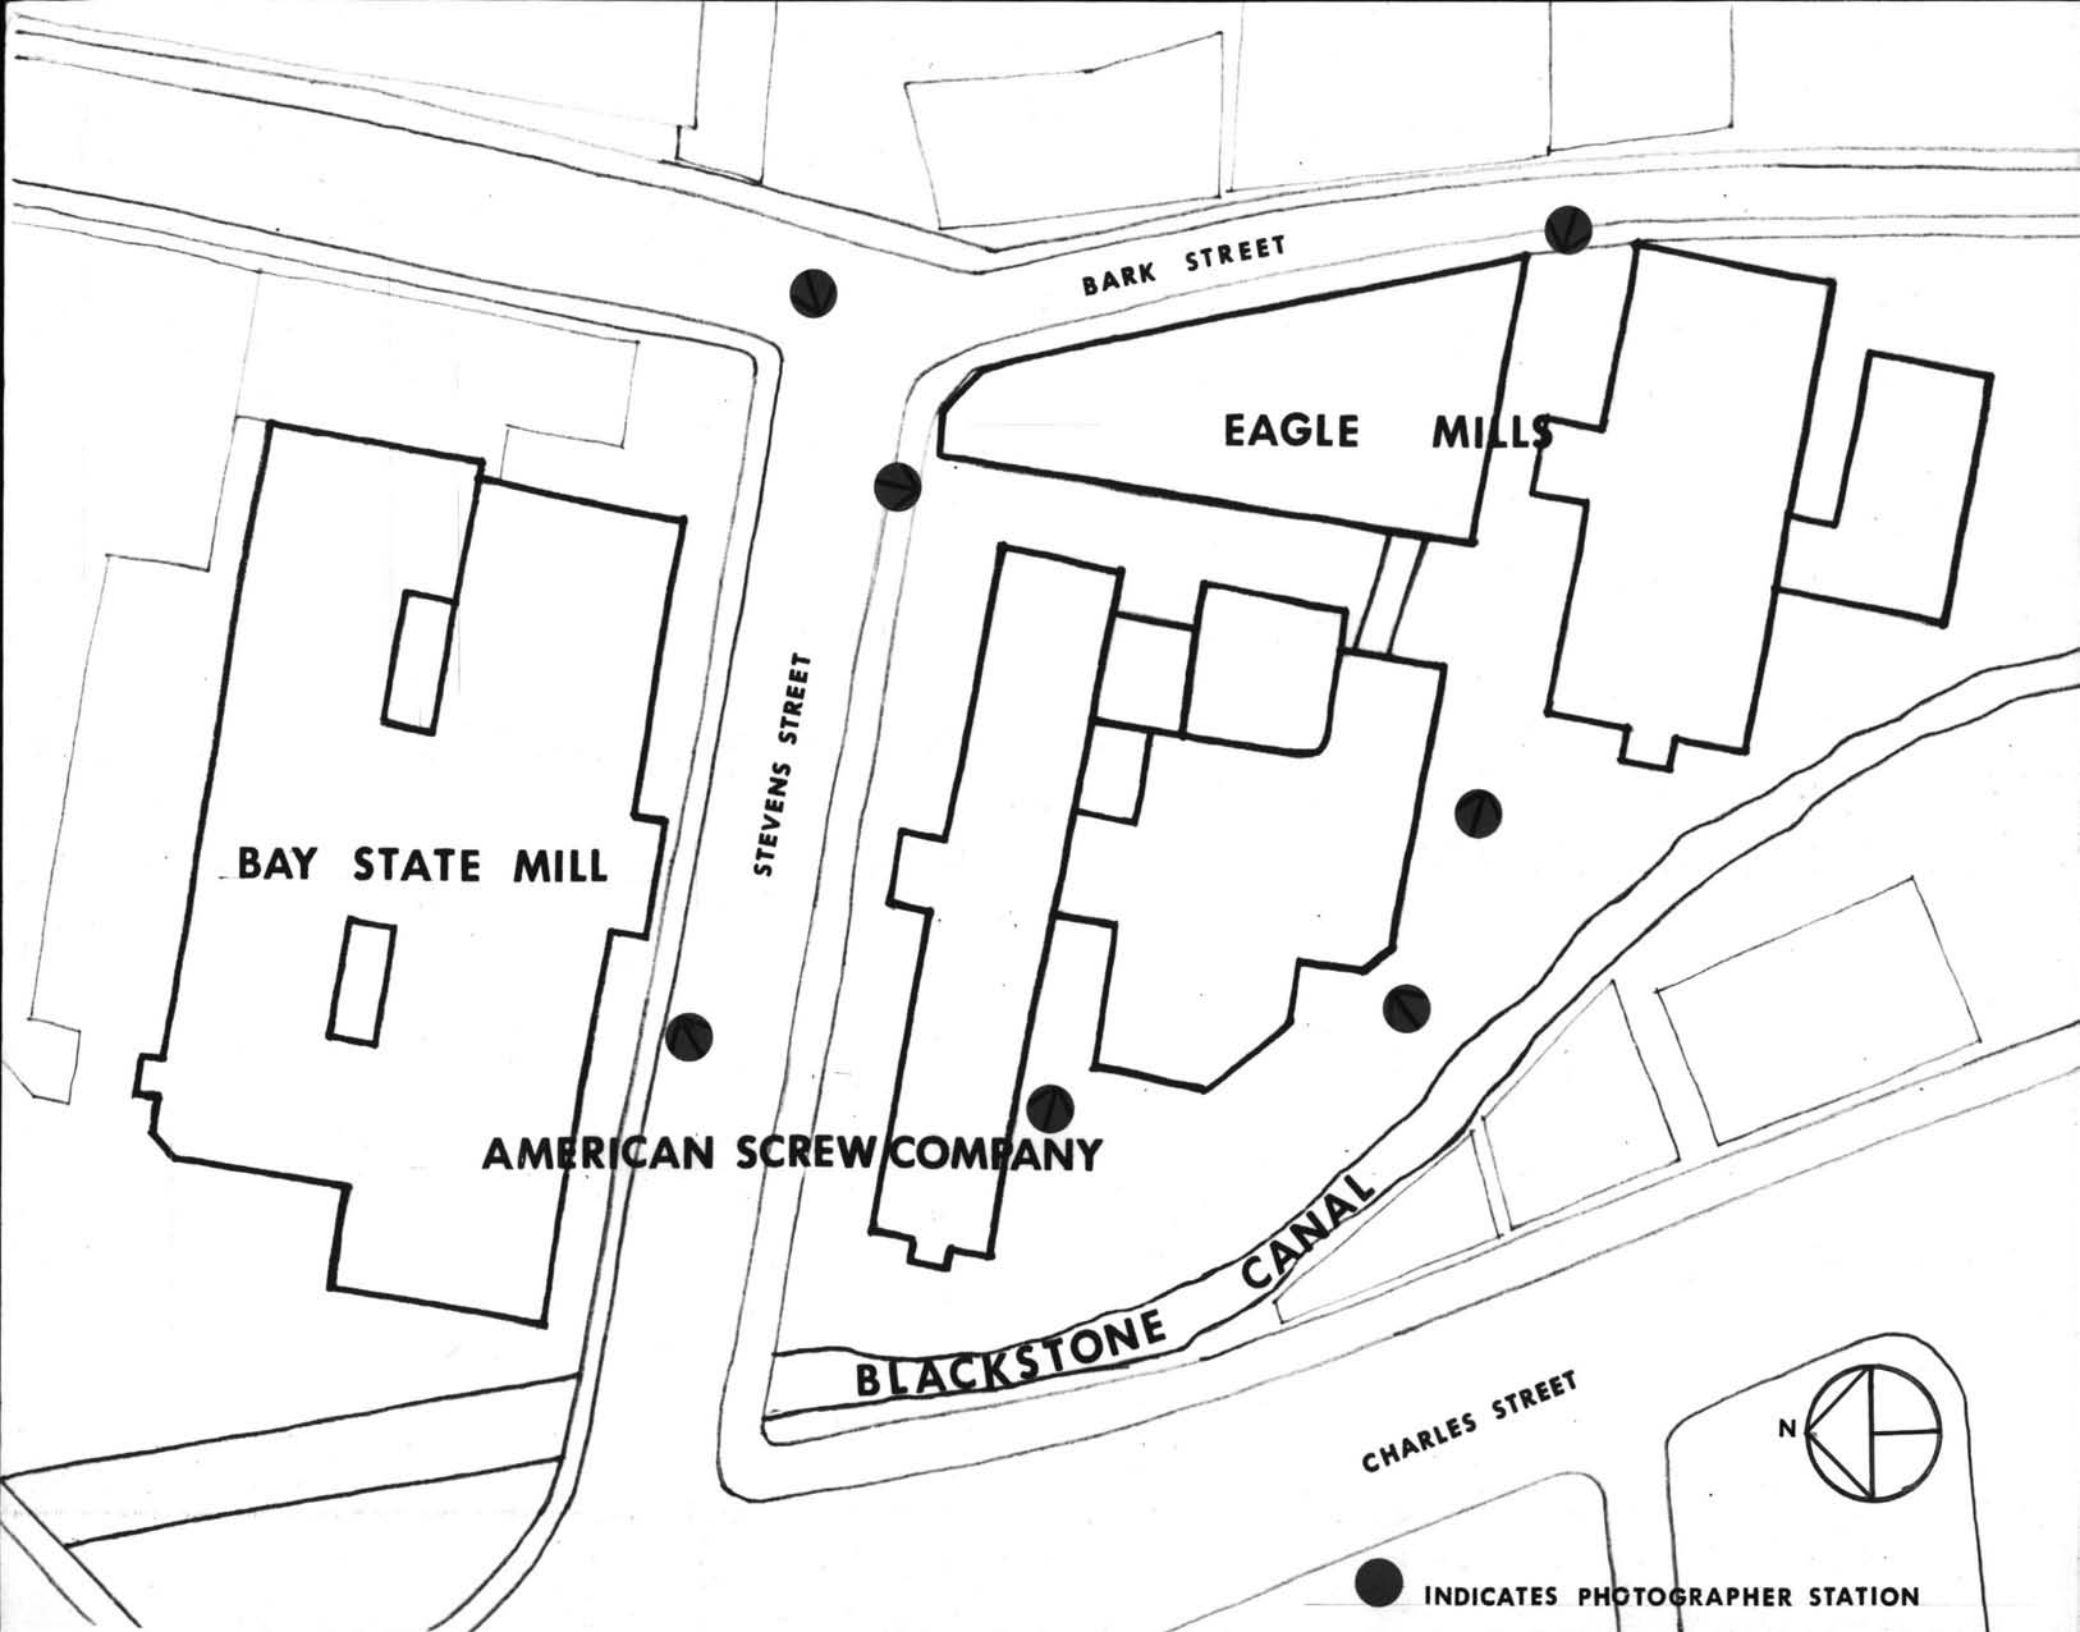 BARK STREET
EAGLE MILLS
STEVENS STREET
BAY STATE MILL
AMERICAN SCREW COMPANY
BLACKSTONE CANAL
CHARLES STREET
N
INDICATES PHOTOGRAPHER STATION